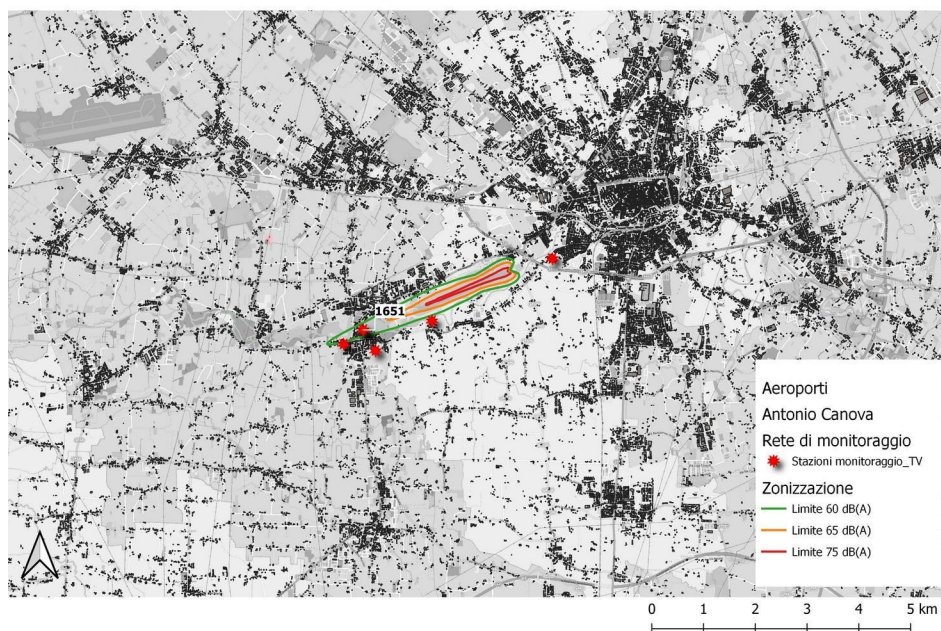 1651
Aeroporti
Antonio Canova
Rete di monitoraggio
Stazioni monitoraggio_TV
Zonizzazione
Limite 60 dB(A)
Limite 65 dB(A)
Limite 75 dB(A)
0 1 2 3 4 5 km